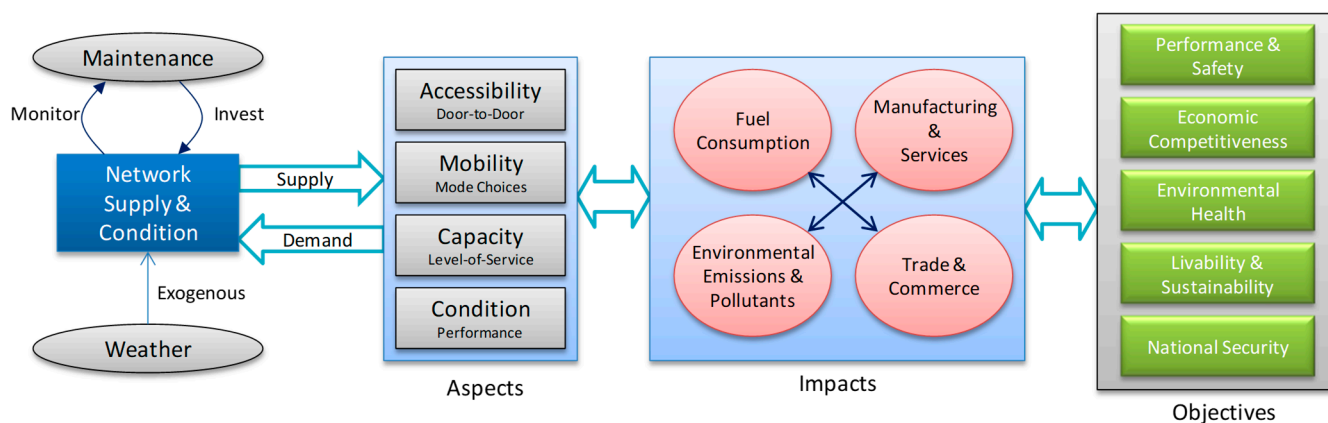 Maintenance
Monitor
Invest
Network
Supply &
Condition
Supply
Demand
Exogenous
Weather
Accessibility
Door-to-Door
Mobility
Mode Choices
Capacity
Level-of-Service
Condition
Performance
Aspects
Fuel
Consumption
Manufacturing
&
Services
Environmental
Emissions &
Pollutants
Trade &
Commerce
Impacts
Performance &
Safety
Economic
Competitiveness
Environmental
Health
Livability &
Sustainability
National Security
Objectives